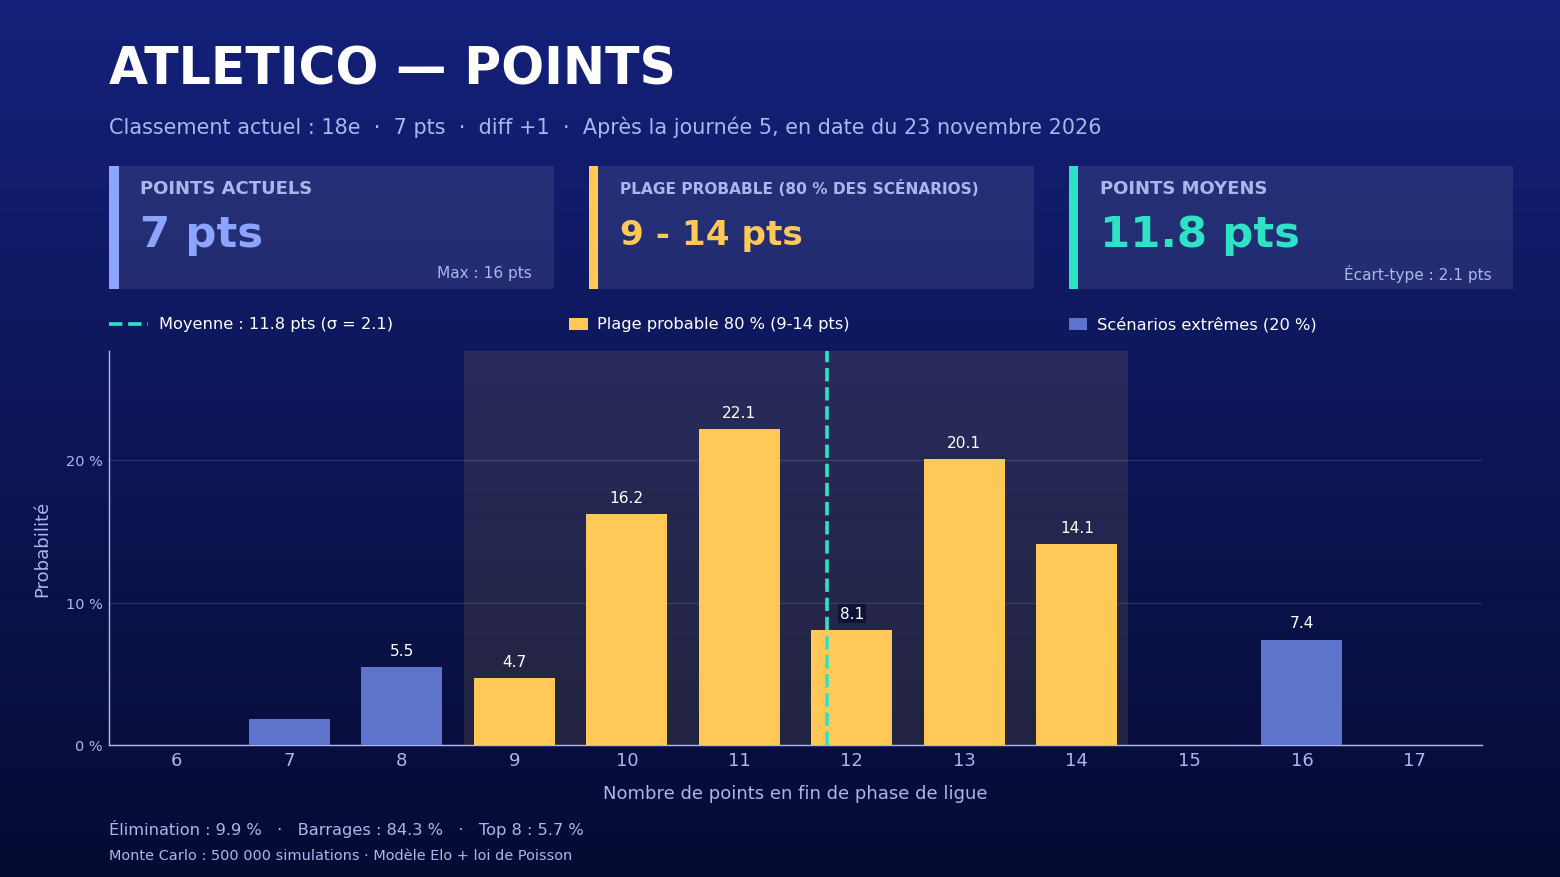 ATLETICO — POINTS
Classement actuel : 18e · 7 pts · diff +1 · Après la journée 5, en date du 23 novembre 2026
POINTS ACTUELS
7 pts
Max : 16 pts
PLAGE PROBABLE (80 % DES SCÉNARIOS)
9 - 14 pts
POINTS MOYENS
11.8 pts
Écart-type : 2.1 pts
Moyenne : 11.8 pts (σ = 2.1)
Plage probable 80 % (9-14 pts)
Scénarios extrêmes (20 %)
Probabilité
20 %
10 %
0 %
5.5
4.7
16.2
22.1
8.1
20.1
14.1
7.4
6 7 8 9 10 11 12 13 14 15 16 17
Nombre de points en fin de phase de ligue
Élimination : 9.9 % · Barrages : 84.3 % · Top 8 : 5.7 %
Monte Carlo : 500 000 simulations · Modèle Elo + loi de Poisson